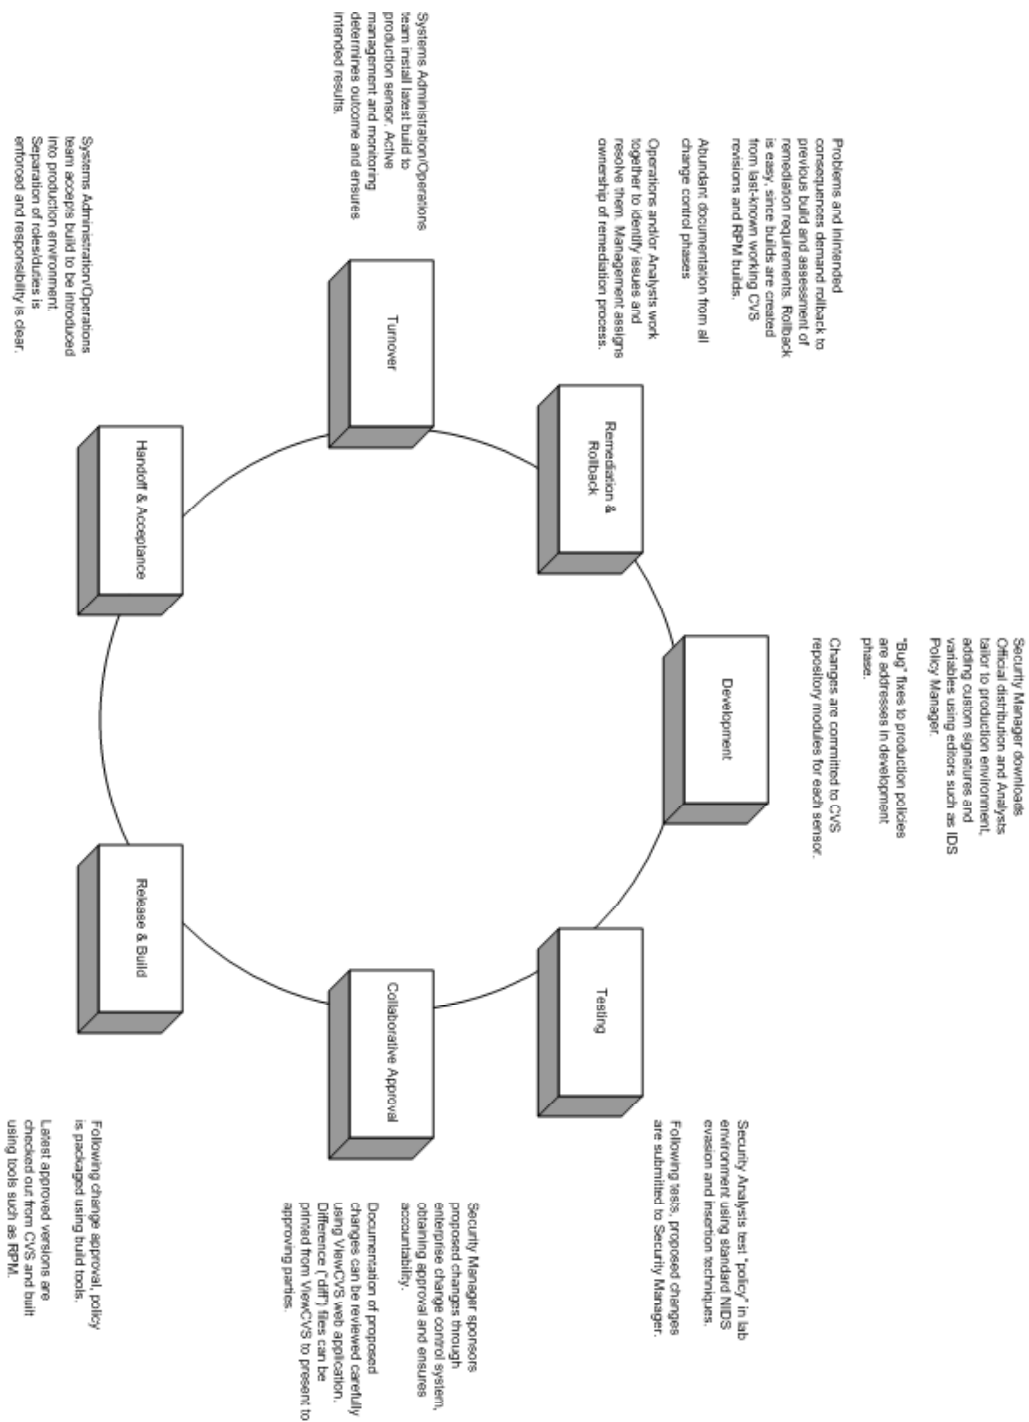 Security Manager downloads
Official distribution and Analysts
tailor to production environment,
adding custom signatures and
variables using editors such as IDS
Policy Manager.
"Bug" fixes to production policies
are addresses in development
phase.
Changes are committed to CVS
repository modules for each sensor.
Development
Problems and inintended
consequences demand rollback to
previous build and assessment of
remediation requirements. Rollback
is easy, since builds are created
from last-known working CVS
revisions and RPM builds.
Abundant documentation from all
change control phases
Operations and/or Analysts work
together to identify issues and
resolve them. Management assigns
ownership of remediation process.
Remediation &
Rollback
Testing
Security Analysts test "policy" in lab
environment using standard NIDS
evasion and insertion techniques.
Following tests, proposed changes
are submitted to Security Manager.
Systems Administration/Operations
team install latest build to
production sensor. Active
management and monitoring
determines outcome and ensures
intended results.
Turnover
Collaborative Approval
Security Manager sponsors
proposed changes through
enterprise change control system,
obtaining approval and ensures
accountability.
Documentation of proposed
changes can be reviewed carefully
using ViewCVS web application.
Difference ("diff") files can be
printed from ViewCVS to present to
approving parties.
Systems Administration/Operations
team accepts build to be introduced
into production environment.
Separation of roles/duties is
enforced and responsibility is clear.
Handoff & Acceptance
Release & Build
Following change approval, policy
is packaged using build tools.
Latest approved versions are
checked out from CVS and built
using tools such as RPM.